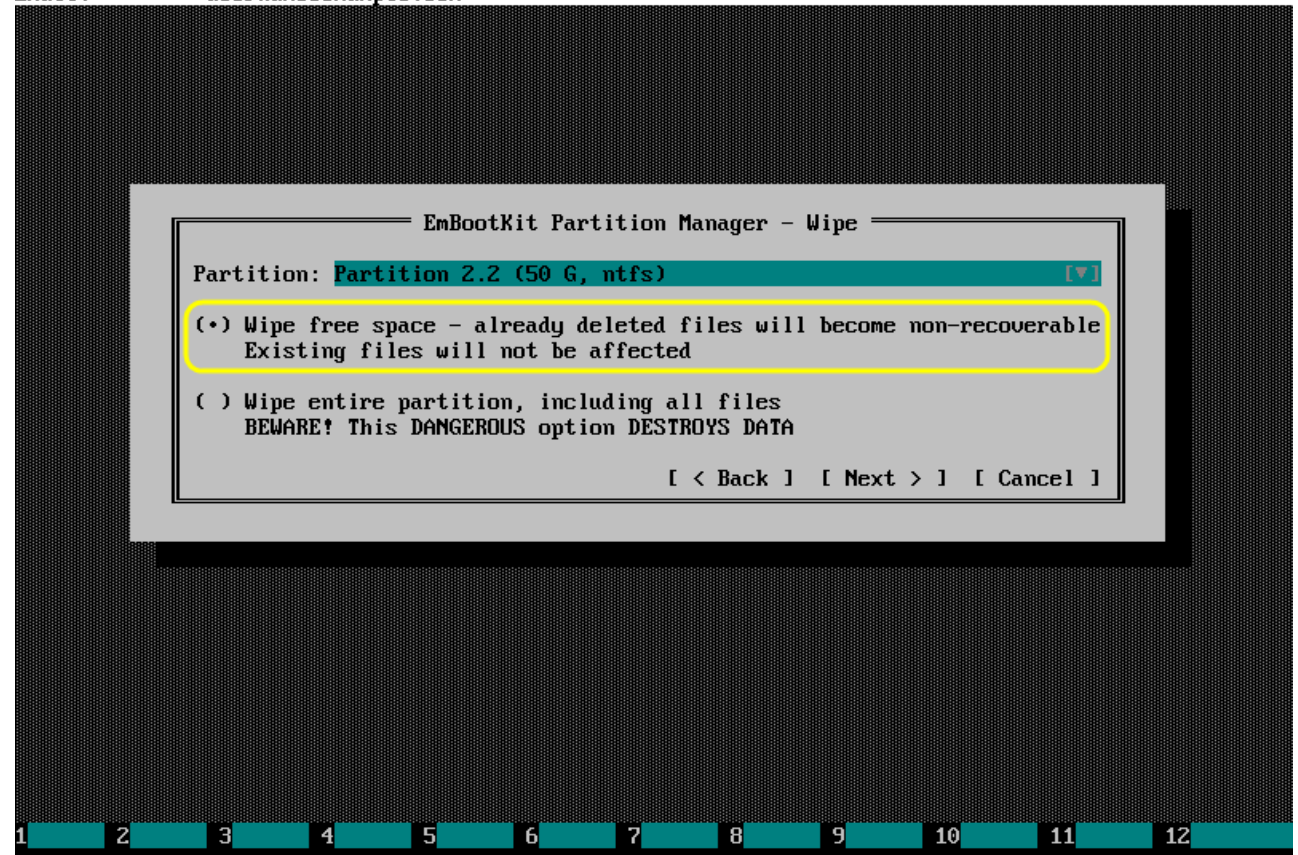 EmBootKit Partition Manager - Wipe
Partition: Partition 2.2 (50 G, ntfs) [▼]
(•) Wipe free space - already deleted files will become non-recoverable
Existing files will not be affected
( ) Wipe entire partition, including all files
BEWARE! This DANGEROUS option DESTROYS DATA
[ < Back ] [ Next > ] [ Cancel ]
1 2 3 4 5 6 7 8 9 10 11 12